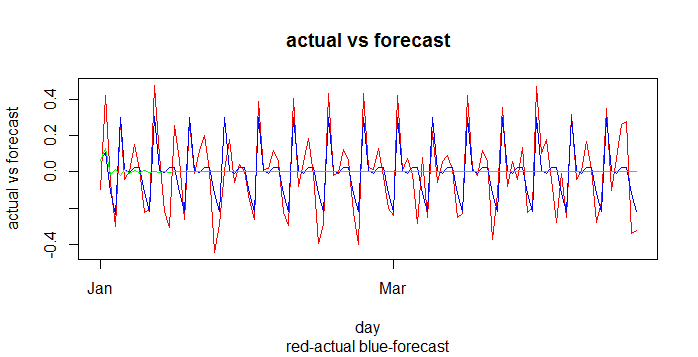 actual vs forecast
actual vs forecast
0.4
0.2
0.0
-0.4
Jan
Mar
day
red-actual blue-forecast